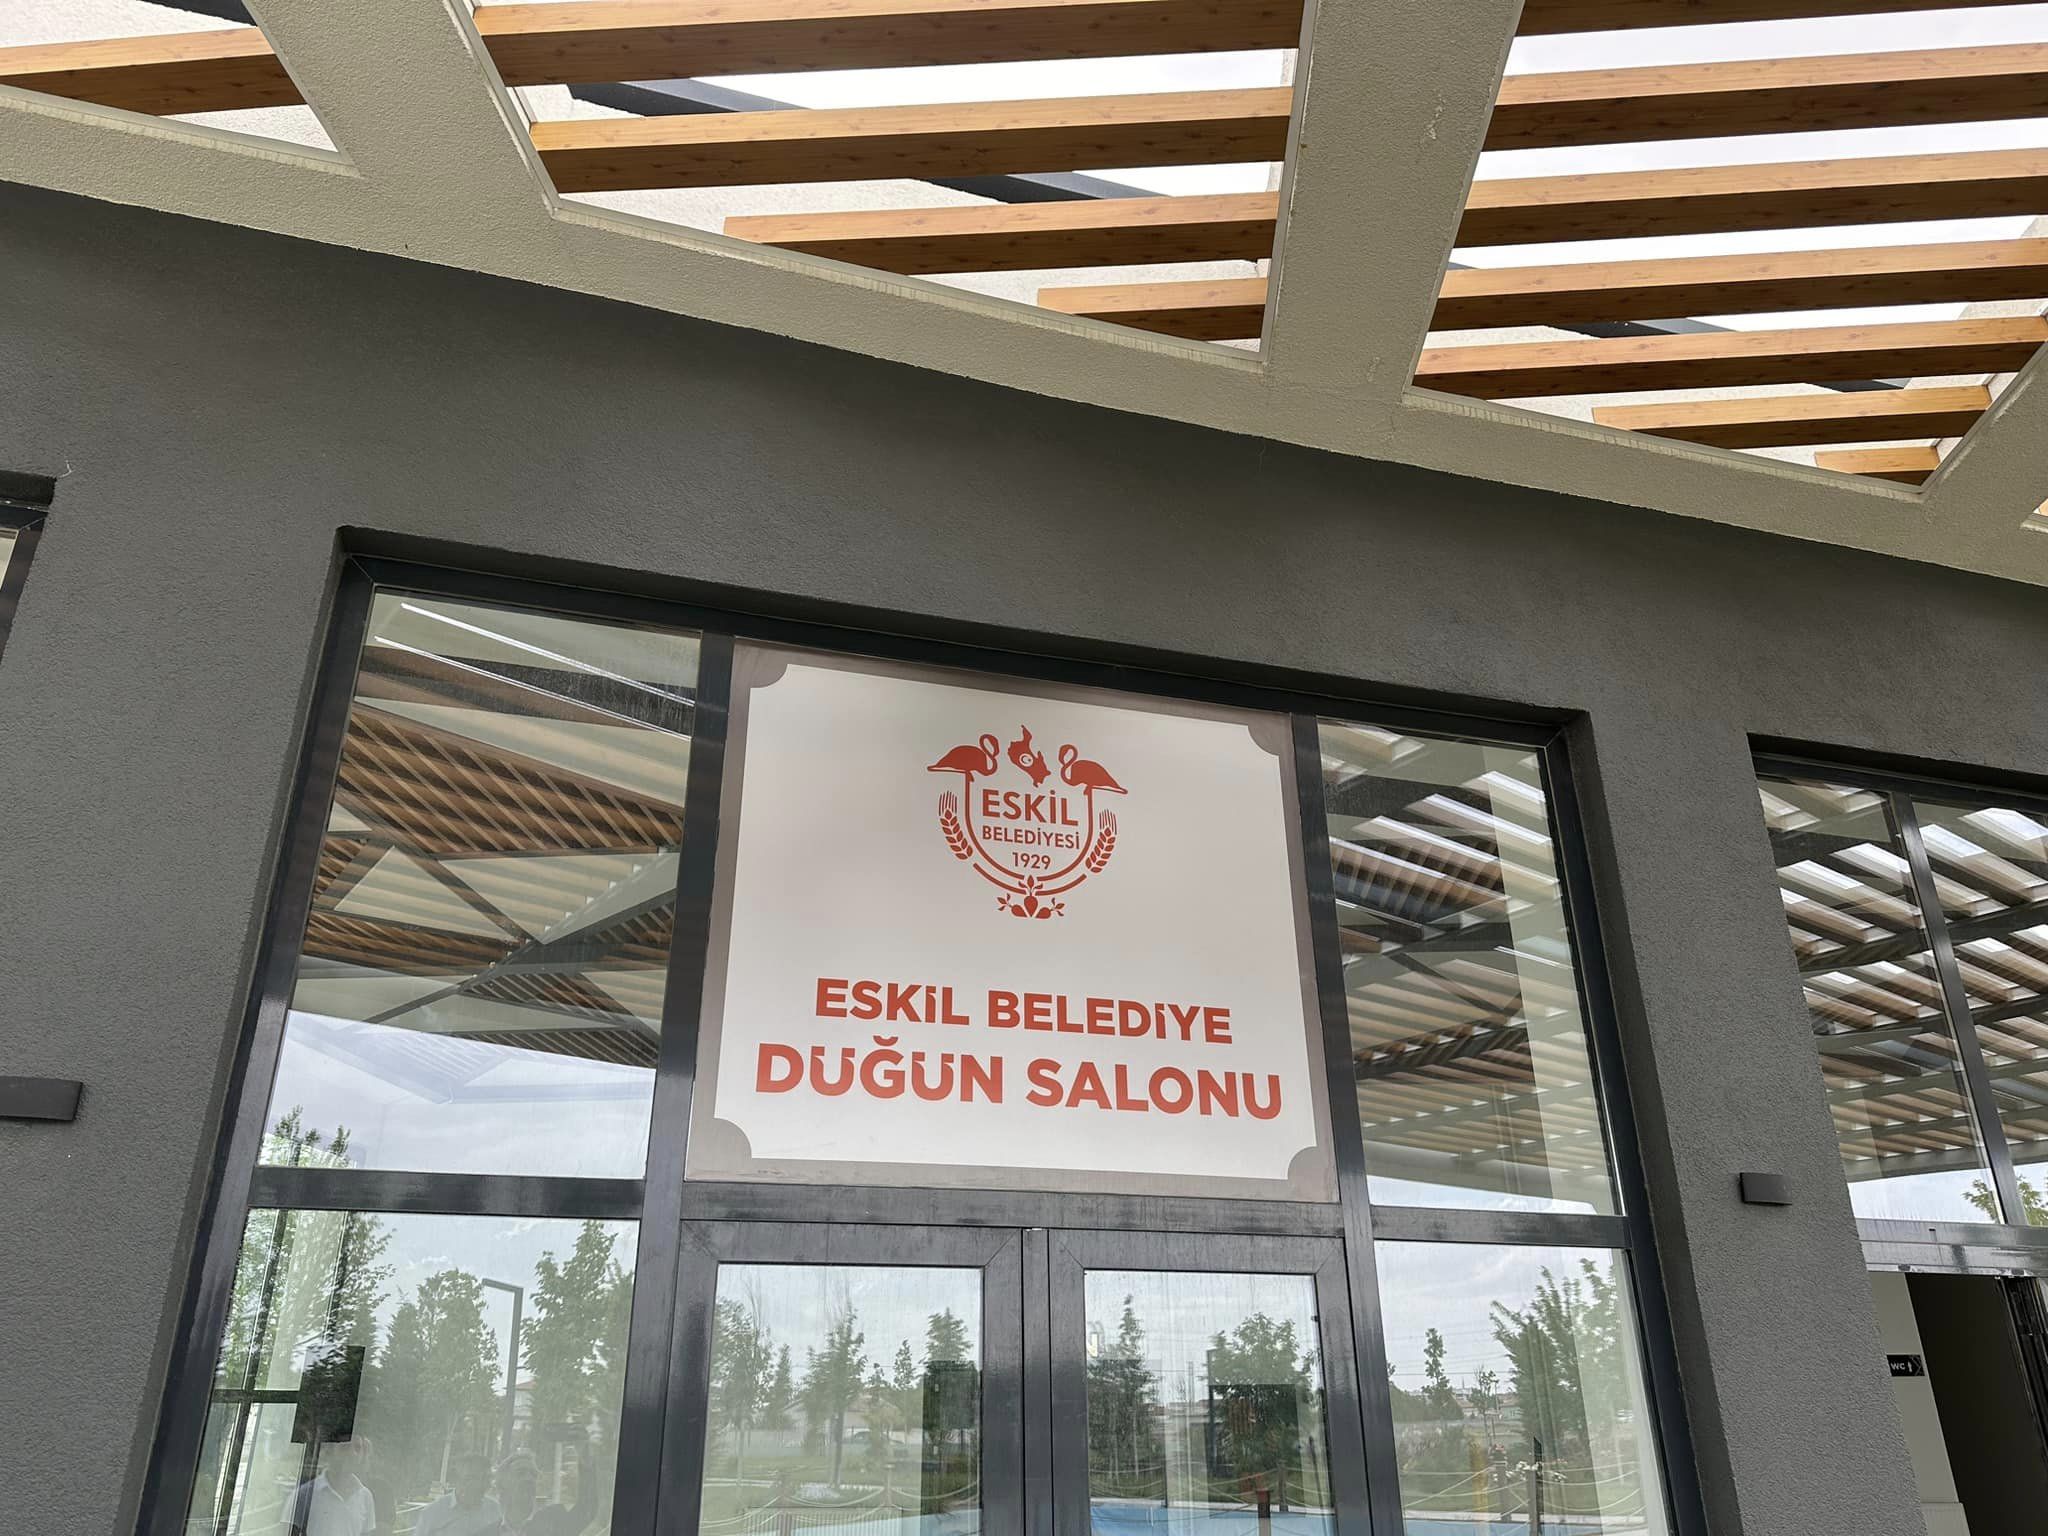 ESKİL
BELEDİYESİ
1929
ESKİL BELEDİYE
DÜĞÜN SALONU
WC